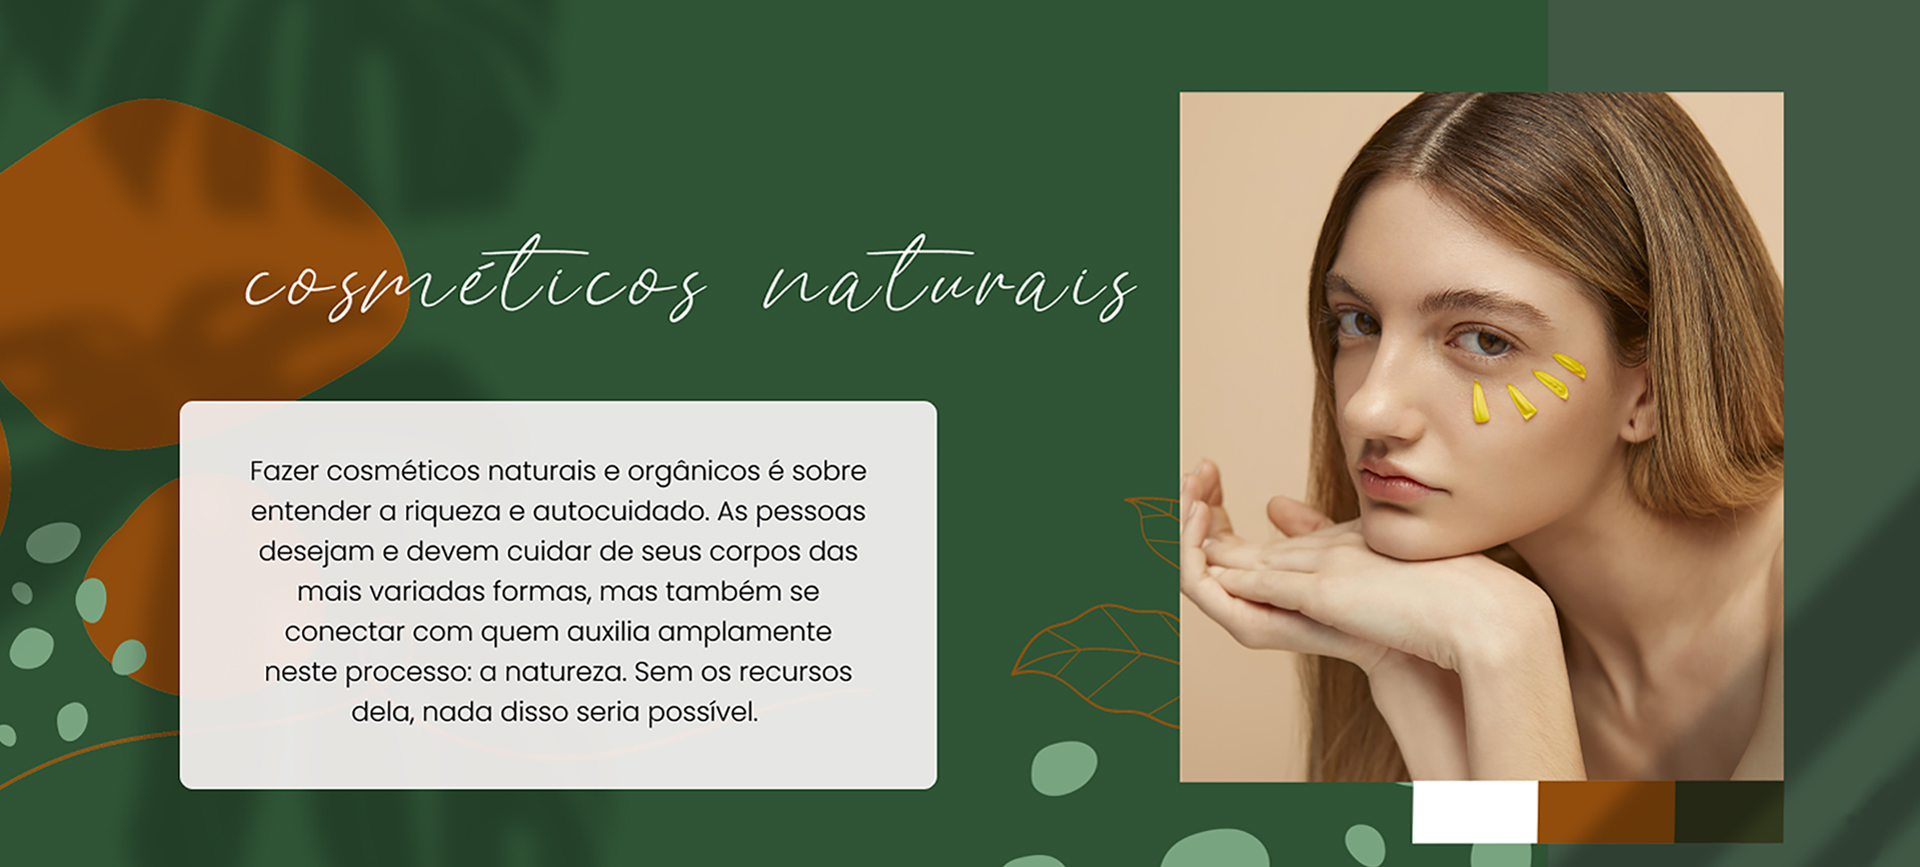 cosméticos naturais
Fazer cosméticos naturais e orgânicos é sobre
entender a riqueza e autocuidado. As pessoas
desejam e devem cuidar de seus corpos das
mais variadas formas, mas também se
conectar com quem auxilia amplamente
neste processo: a natureza. Sem os recursos
dela, nada disso seria possível.